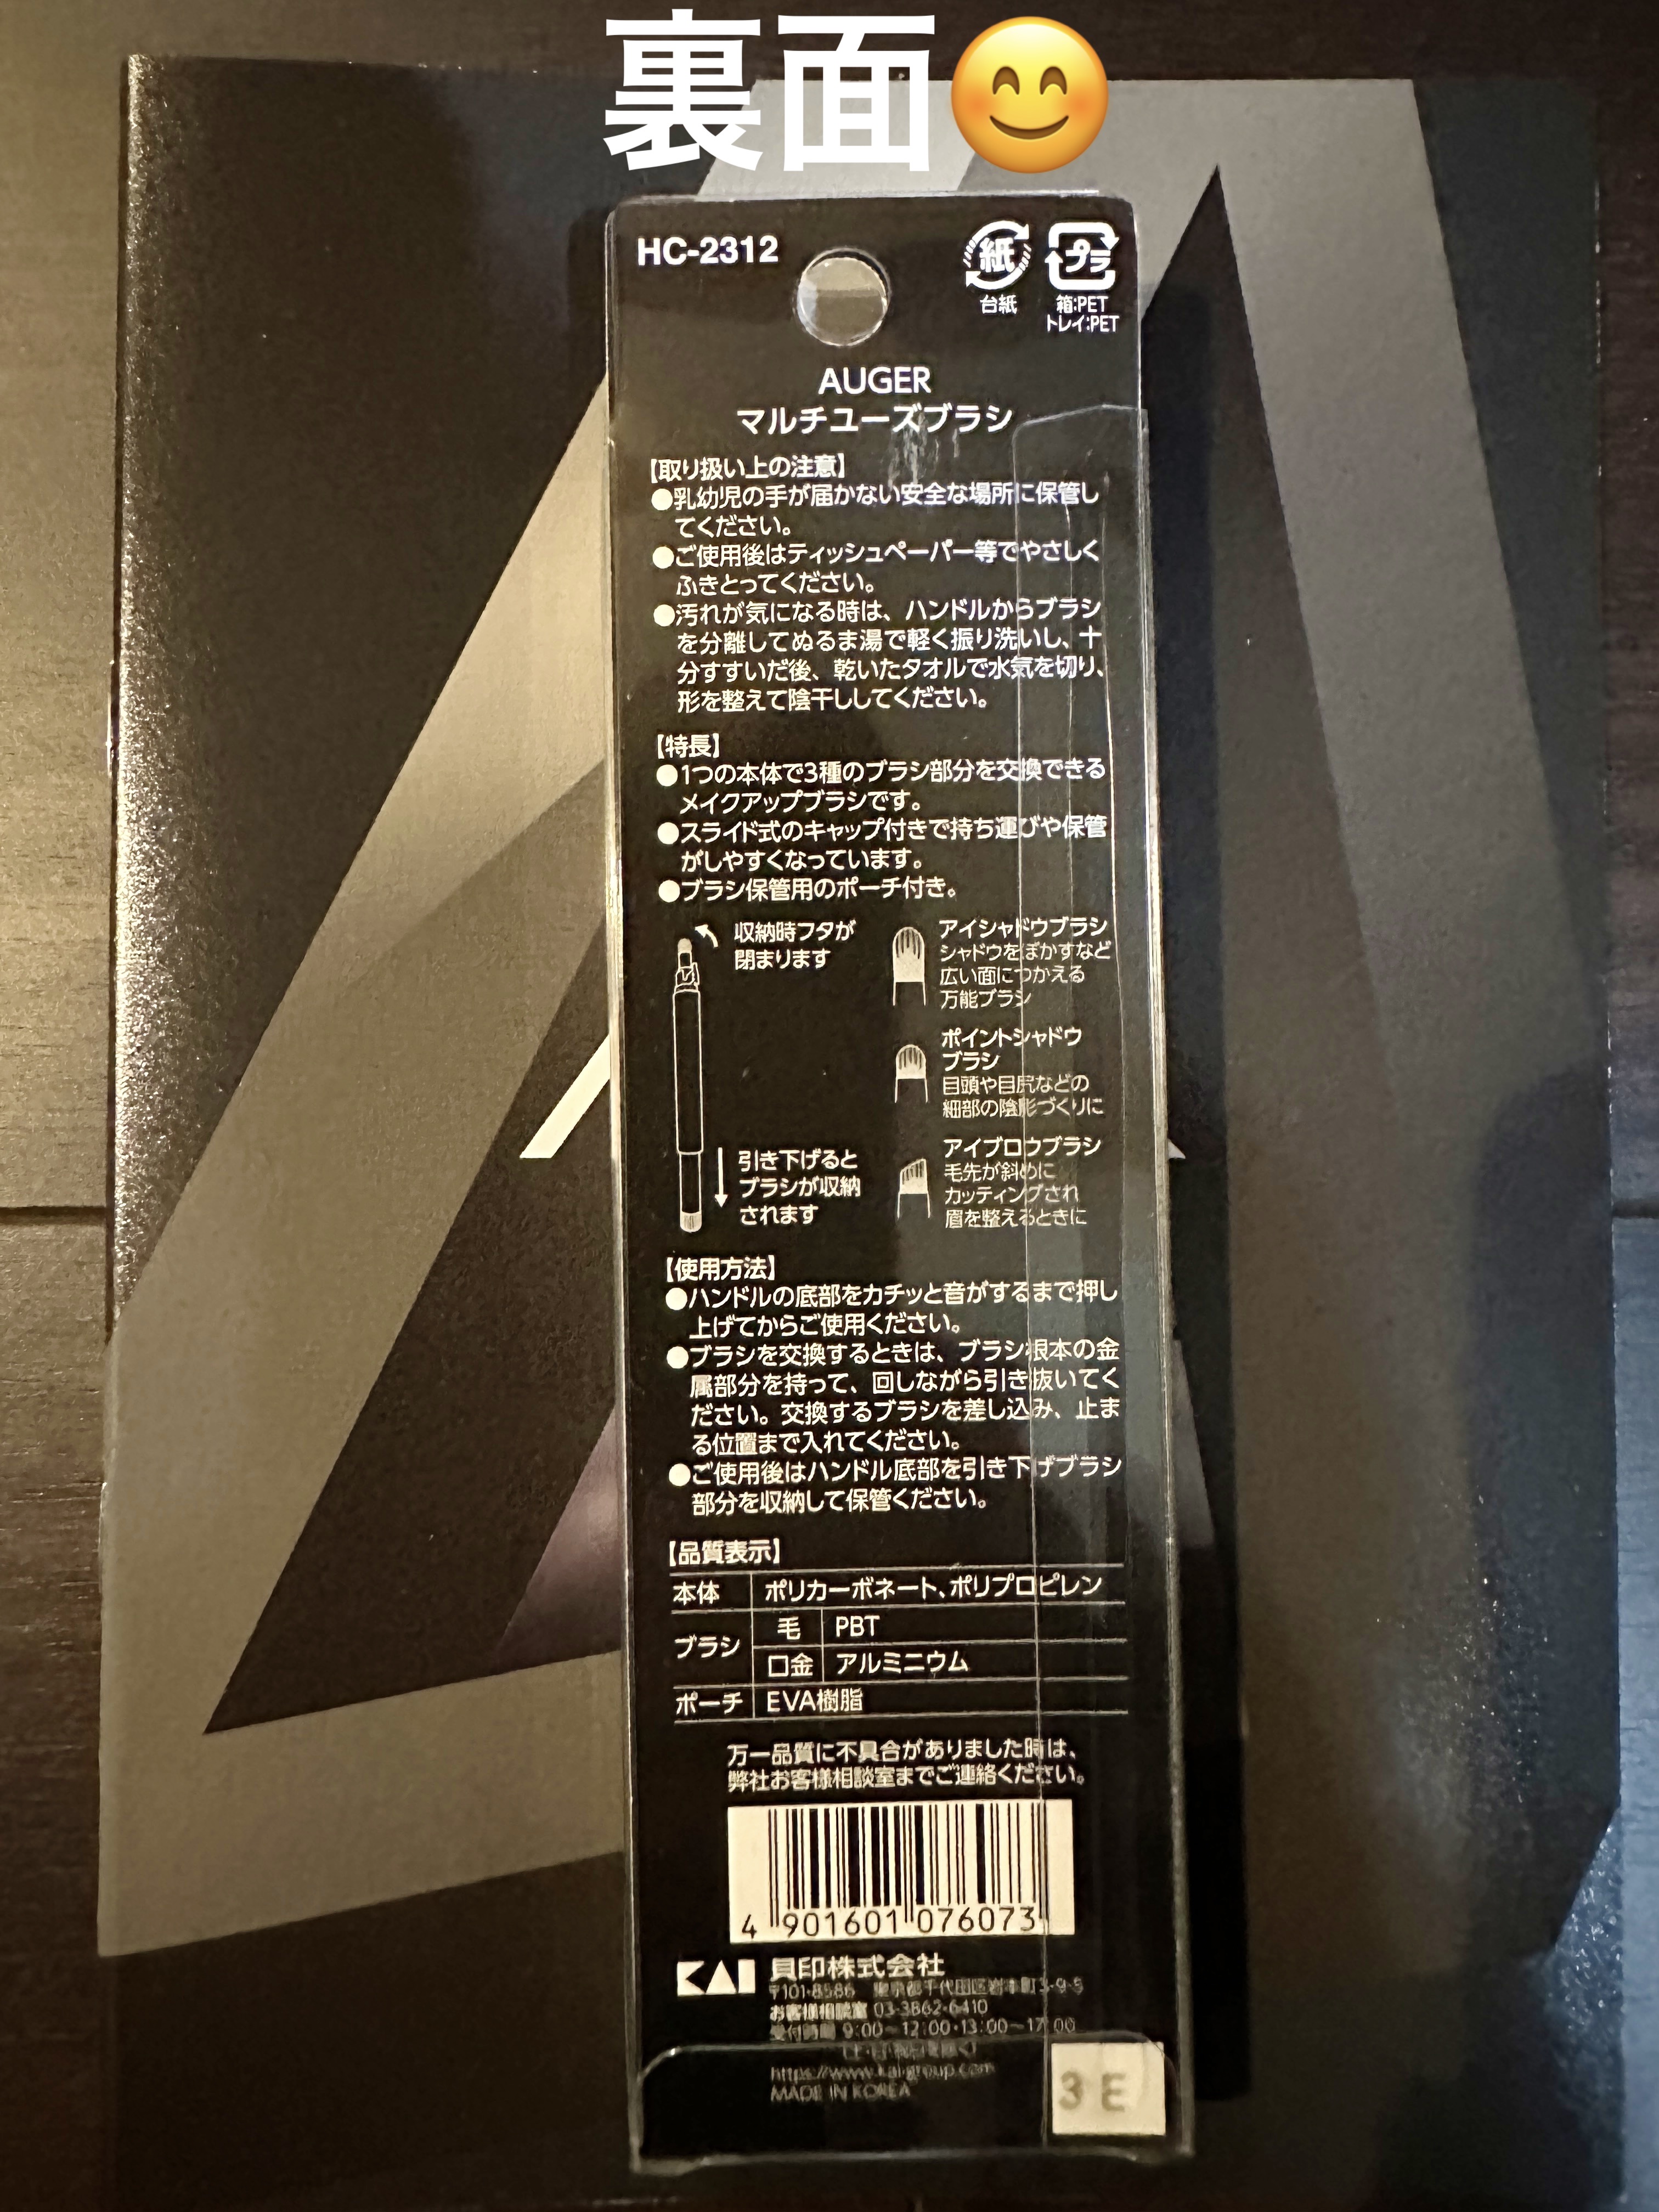 裏面😊
HC-2312
紙
プラ
台紙
箱:PET
トレイ:PET
AUGER
マルチユーズブラシ
【取り扱い上の注意】
●乳幼児の手が届かない安全な場所に保管し
てください。
●ご使用後はティッシュペーパー等でやさしく
ふきとってください。
●汚れが気になる時は、ハンドルからブラシ
を分離してぬるま湯で軽く振り洗いし、十
分すすいだ後、乾いたタオルで水気を切り、
形を整えて陰干ししてください。
【特長】
●1つの本体で3種のブラシ部分を交換できる
メイクアップブラシです。
●スライド式のキャップ付きで持ち運びや保管
がしやすくなっています。
●ブラシ保管用のポーチ付き。
収納時フタが
閉まります
アイシャドウブラシ
シャドウをぼかすなど
広い面につかえる
万能ブラシ
ポイントシャドウ
ブラシ
目頭や目尻などの
細部の陰影づくりに
引き下げると
ブラシが収納
されます
アイブロウブラシ
毛先が斜めに
カッティングされ
眉を整えるときに
【使用方法】
●ハンドルの底部をカチッと音がするまで押し
上げてからご使用ください。
●ブラシを交換するときは、ブラシ根本の金
属部分を持って、回しながら引き抜いてく
ださい。交換するブラシを差し込み、止ま
る位置まで入れてください。
●ご使用後はハンドル底部を引き下げブラシ
部分を収納して保管ください。
【品質表示】
本体 ポリカーボネート、ポリプロピレン
ブラシ 毛 PBT
口金 アルミニウム
ポーチ EVA樹脂
万一品質に不具合がありました時は、
弊社お客様相談室までご連絡ください。
4 901601 076073
KAI 貝印株式会社
〒101-8586 東京都千代田区岩本町3-9-5
お客様相談室 03-3862-6410
受付時間 9:00~12:00・13:00~17:00
(土・日・祝日を除く)
https://www.kai-group.com
MADE IN KOREA
3 E